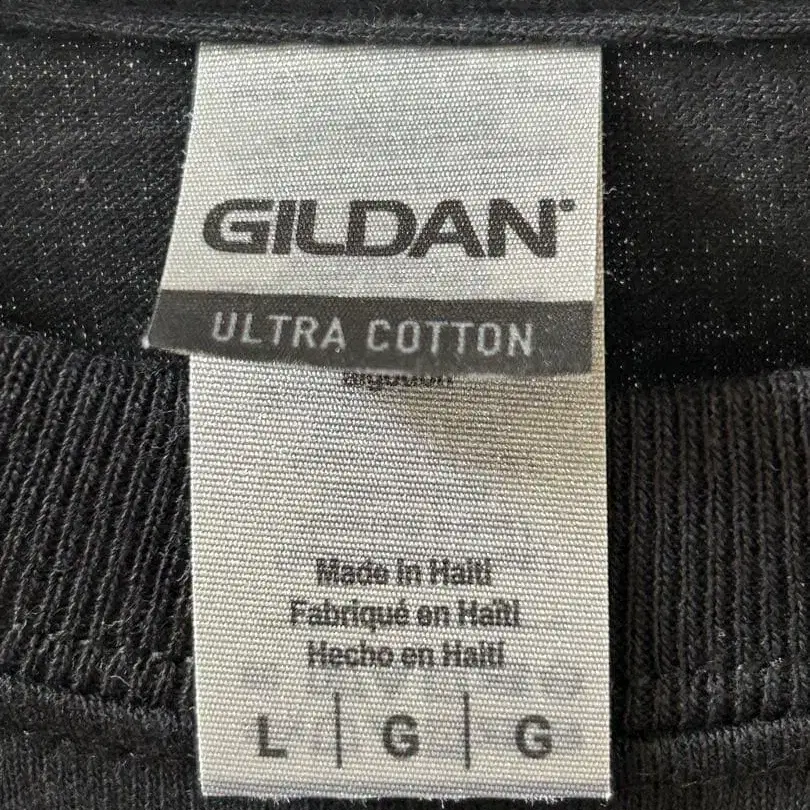 GILDAN
ULTRA COTTON
Made in Haiti
Fabriqué en Haïti
Hecho en Haití
L | G | G